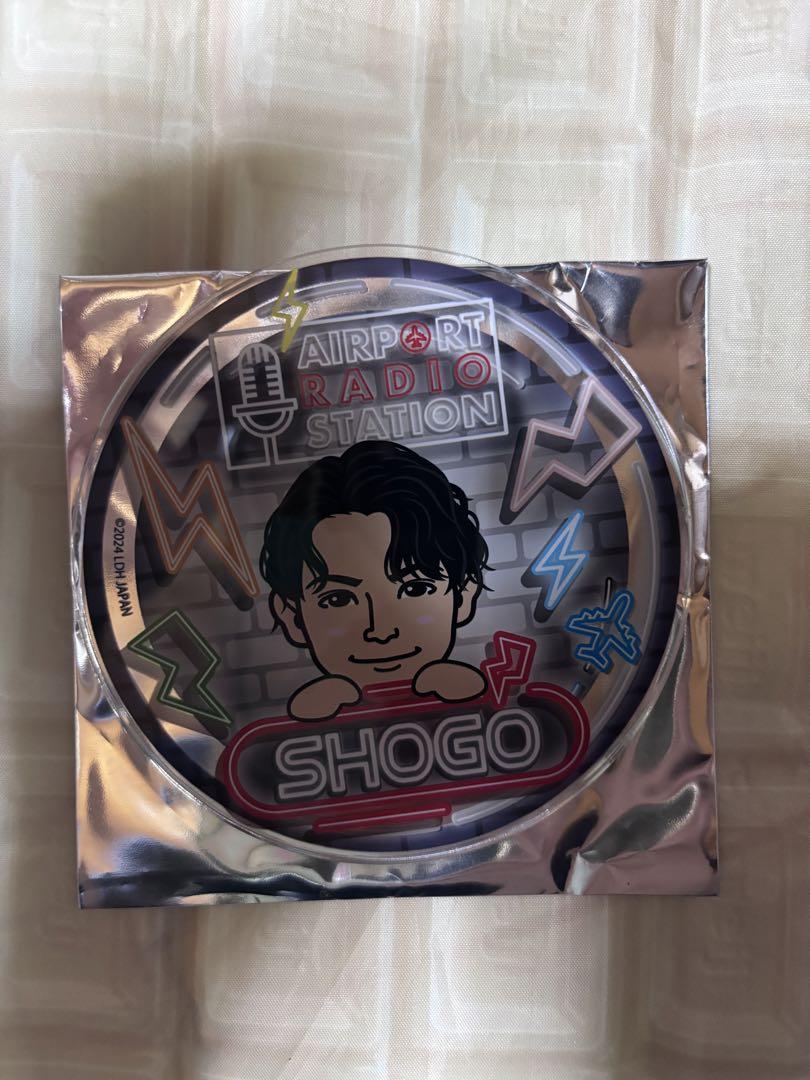 AIRPORT
RADIO
STATION
©2024 LDH JAPAN
SHOGO